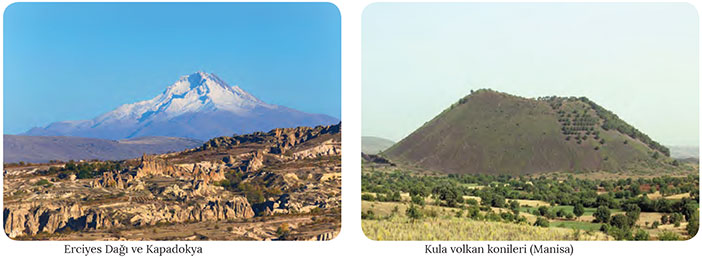 Erciyes Dağı ve Kapadokya
Kula volkan konileri (Manisa)